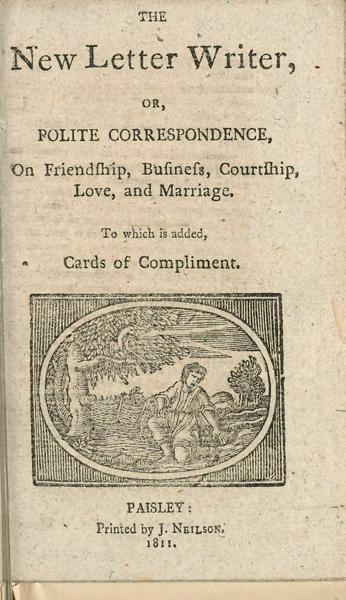 THE
New Letter Writer,
OR,
POLITE CORRESPONDENCE,
On Friendſhip, Buſineſs, Courtſhip,
Love, and Marriage.
To which is added,
Cards of Compliment.
PAISLEY:
Printed by J. NEILSON.
1811.